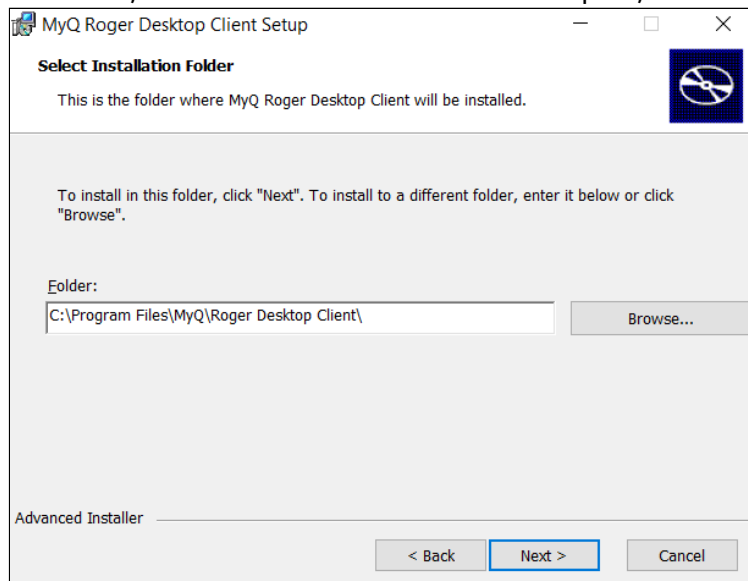 MyQ Roger Desktop Client Setup
Select Installation Folder
This is the folder where MyQ Roger Desktop Client will be installed.
To install in this folder, click "Next". To install to a different folder, enter it below or click
"Browse".
Folder:
C:\Program Files\MyQ\Roger Desktop Client\
Browse...
Advanced Installer
< Back
Next >
Cancel